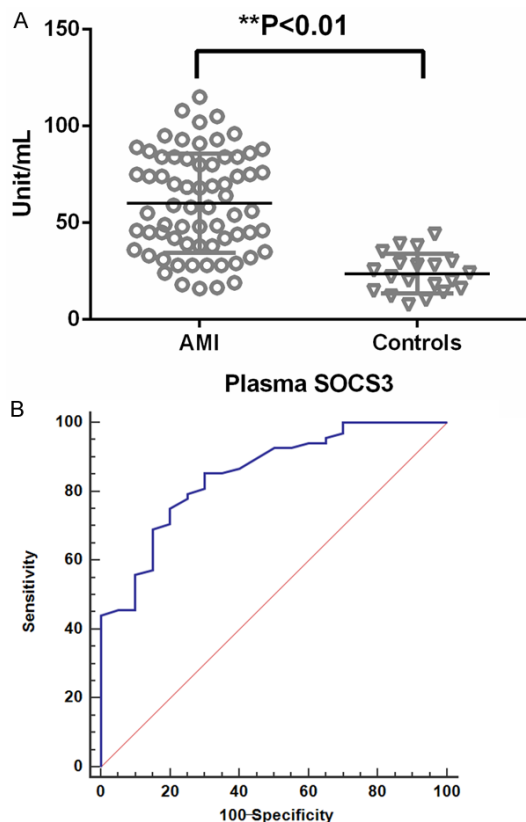 A
**P<0.01
Unit/mL
150
100
50
0
AMI Controls
Plasma SOCS3
B
Sensitivity
100
80
60
40
20
0
0 20 40 60 80 100
100-Specificity